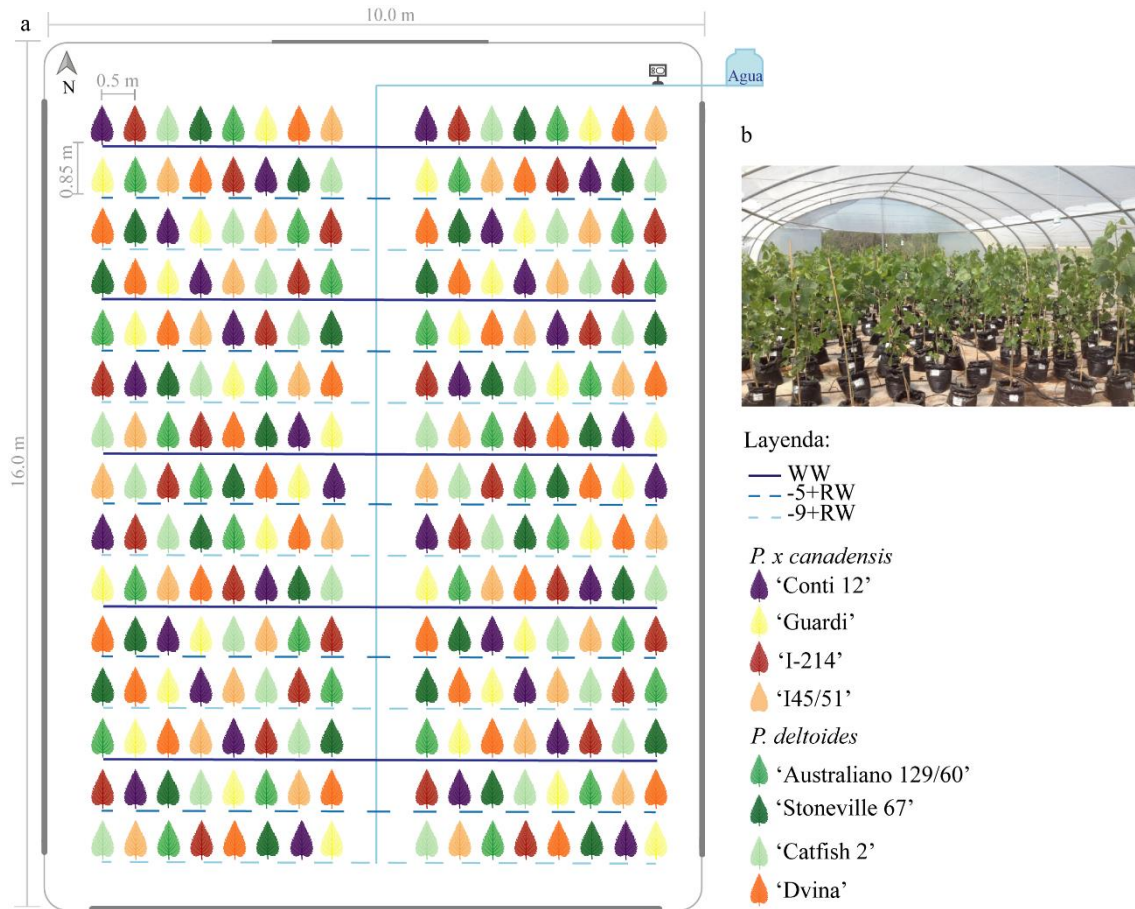 a
10.0 m
N
0.5 m
Agua
0.85 m
16.0 m
b
Layenda:
WW
-5+RW
-9+RW
P. x canadensis
‘Conti 12’
‘Guardi’
‘I-214’
‘I45/51’
P. deltoides
‘Australiano 129/60’
‘Stoneville 67’
‘Catfish 2’
‘Dvina’